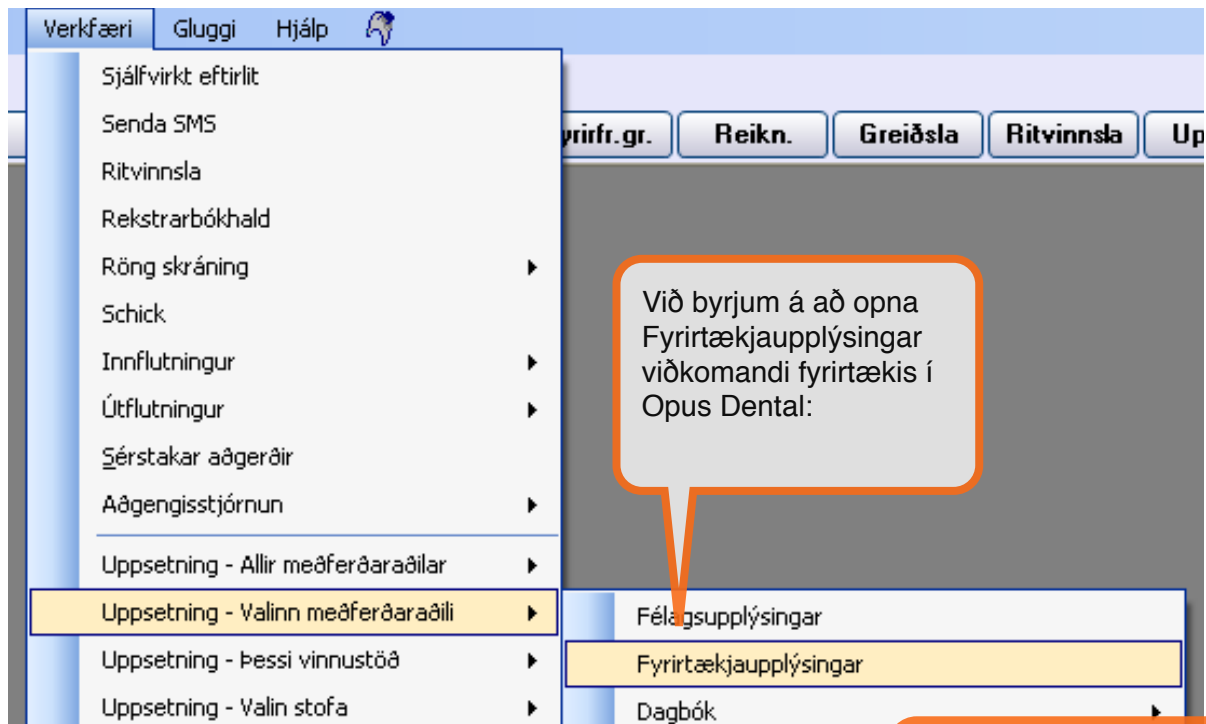 Verkfæri Gluggi Hjálp
Sjálfvirkt eftirlit
Senda SMS
Ritvinnsla
Rekstrarbókhald
Röng skráning
Schick
Innflutningur
Útflutningur
Sérstakar aðgerðir
Aðgengisstjórnun
Uppsetning - Allir meðferðaraðilar
Uppsetning - Valinn meðferðaraðili
Uppsetning - Þessi vinnustöð
Uppsetning - Valin stofa
yrirfr.gr. Reikn. Greiðsla Ritvinnsla Up
Við byrjum á að opna
Fyrirtækjaupplýsingar
viðkomandi fyrirtækis í
Opus Dental:
Félagsupplýsingar
Fyrirtækjaupplýsingar
Dagbók